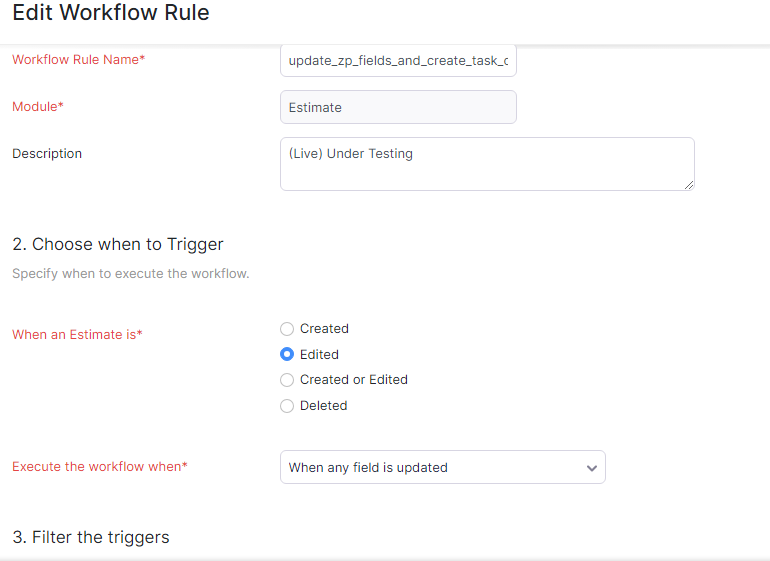 Edit Workflow Rule
Workflow Rule Name*
update_zp_fields_and_create_task_c
Module*
Estimate
Description
(Live) Under Testing
2. Choose when to Trigger
Specify when to execute the workflow.
When an Estimate is*
Created
Edited
Created or Edited
Deleted
Execute the workflow when*
When any field is updated
3. Filter the triggers